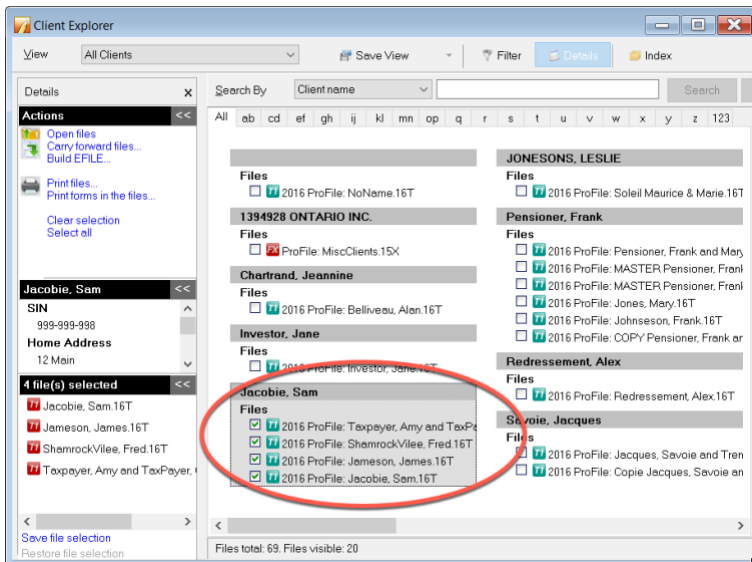 Client Explorer
View All Clients Save View Filter Details Index
Details x
Search By Client name Search
Actions <<
All ab cd ef gh ij kl mn op q r s t u v w x y z 123
Open files
Carry forward files...
Build EFILE...
Print files...
Print forms in the files...
Clear selection
Select all
Jacobie, Sam <<
SIN
999-999-998
Home Address
12 Main
4 file(s) selected <<
Jacobie, Sam.16T
Jameson, James.16T
ShamrockVilee, Fred.16T
Taxpayer, Amy and TaxPayer,
Save file selection
Restore file selection
Files
2016 ProFile: NoName.16T
1394928 ONTARIO INC.
Files
ProFile: MiscClients.15X
Chartrand, Jeannine
Files
2016 ProFile: Belliveau, Alan.16T
Investor, Jane
Files
2016 ProFile: Investor, Jane.16T
Jacobie, Sam
Files
2016 ProFile: Taxpayer, Amy and TaxPa
2016 ProFile: ShamrockVilee, Fred.16T
2016 ProFile: Jameson, James.16T
2016 ProFile: Jacobie, Sam.16T
JONESONS, LESLIE
Files
2016 ProFile: Soleil Maurice & Marie.16T
Pensioner, Frank
Files
2016 ProFile: Pensioner, Frank and Mary
2016 ProFile: MASTER Pensioner, Frank
2016 ProFile: MASTER Pensioner, Frank
2016 ProFile: Jones, Mary.16T
2016 ProFile: Johnseson, Frank.16T
2016 ProFile: COPY Pensioner, Frank ar
Redressement, Alex
Files
2016 ProFile: Redressement, Alex.16T
Savoie, Jacques
Files
2016 ProFile: Jacques, Savoie and Tren
2016 ProFile: Copie Jacques, Savoie an
Files total: 69. Files visible: 20